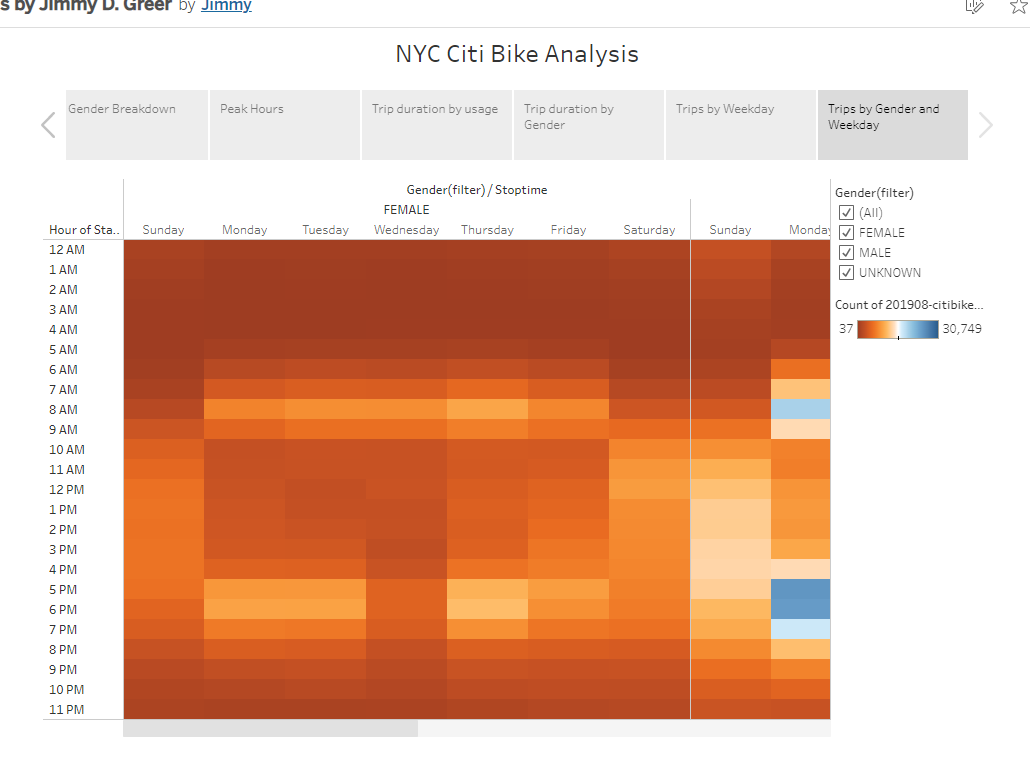 s by Jimmy D. Greer by Jimmy
NYC Citi Bike Analysis
Gender Breakdown
Peak Hours
Trip duration by usage
Trip duration by
Gender
Trips by Weekday
Trips by Gender and
Weekday
Gender(filter) / Stoptime
FEMALE
Hour of Sta.. Sunday Monday Tuesday Wednesday Thursday Friday Saturday Sunday Monday
12 AM
1 AM
2 AM
3 AM
4 AM
5 AM
6 AM
7 AM
8 AM
9 AM
10 AM
11 AM
12 PM
1 PM
2 PM
3 PM
4 PM
5 PM
6 PM
7 PM
8 PM
9 PM
10 PM
11 PM
Gender(filter)
(All)
FEMALE
MALE
UNKNOWN
Count of 201908-citibike...
37 30,749